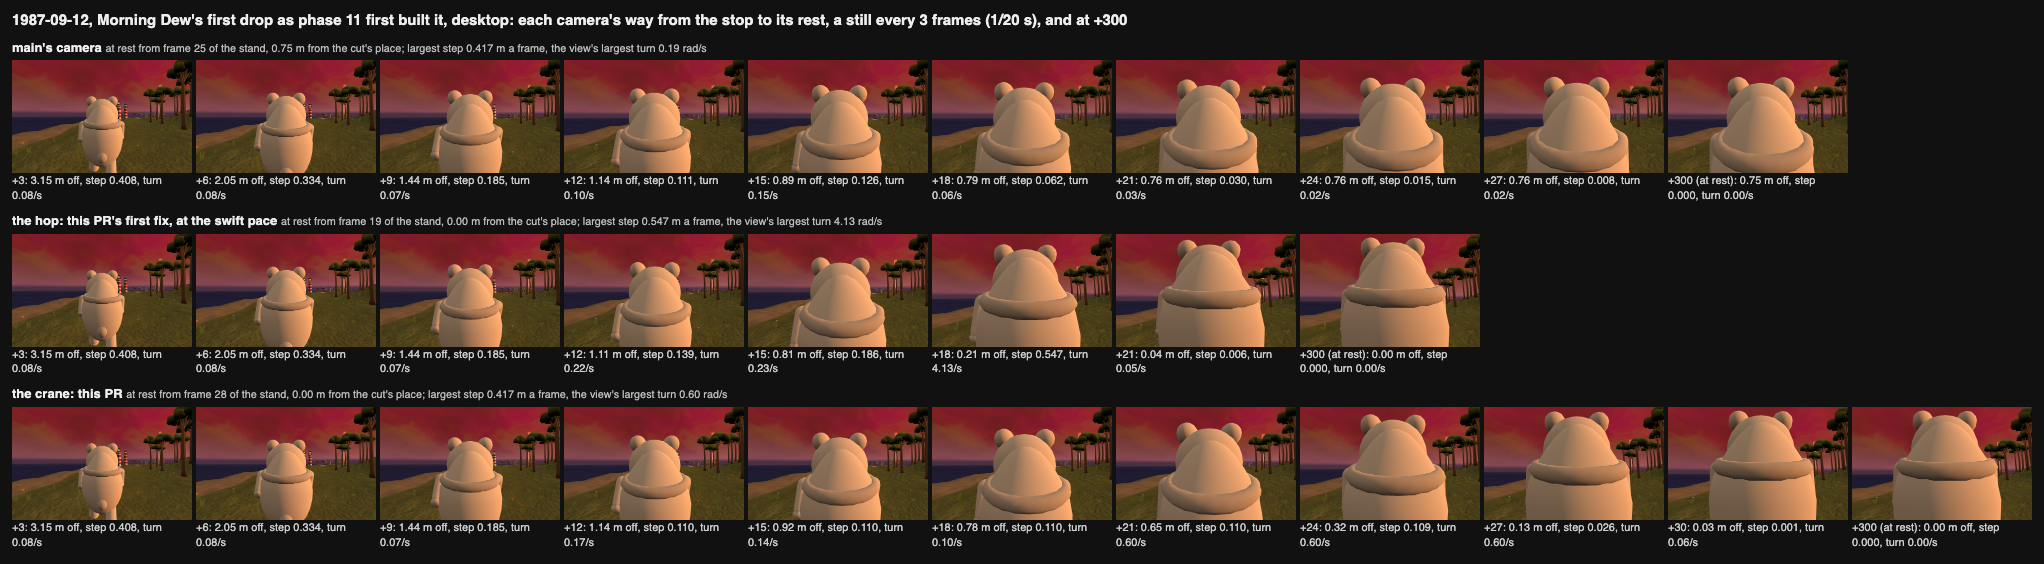 1987-09-12, Morning Dew's first drop as phase 11 first built it, desktop: each camera's way from the stop to its rest, a still every 3 frames (1/20 s), and at +300
main's camera at rest from frame 25 of the stand, 0.75 m from the cut's place; largest step 0.417 m a frame, the view's largest turn 0.19 rad/s
+3: 3.15 m off, step 0.408, turn 0.08/s
+6: 2.05 m off, step 0.334, turn 0.08/s
+9: 1.44 m off, step 0.185, turn 0.07/s
+12: 1.14 m off, step 0.111, turn 0.10/s
+15: 0.89 m off, step 0.126, turn 0.15/s
+18: 0.79 m off, step 0.062, turn 0.06/s
+21: 0.76 m off, step 0.030, turn 0.03/s
+24: 0.76 m off, step 0.015, turn 0.02/s
+27: 0.76 m off, step 0.008, turn 0.02/s
+300 (at rest): 0.75 m off, step 0.000, turn 0.00/s
the hop: this PR's first fix, at the swift pace at rest from frame 19 of the stand, 0.00 m from the cut's place; largest step 0.547 m a frame, the view's largest turn 4.13 rad/s
+3: 3.15 m off, step 0.408, turn 0.08/s
+6: 2.05 m off, step 0.334, turn 0.08/s
+9: 1.44 m off, step 0.185, turn 0.07/s
+12: 1.11 m off, step 0.139, turn 0.22/s
+15: 0.81 m off, step 0.186, turn 0.23/s
+18: 0.21 m off, step 0.547, turn 4.13/s
+21: 0.04 m off, step 0.006, turn 0.05/s
+300 (at rest): 0.00 m off, step 0.000, turn 0.00/s
the crane: this PR at rest from frame 28 of the stand, 0.00 m from the cut's place; largest step 0.417 m a frame, the view's largest turn 0.60 rad/s
+3: 3.15 m off, step 0.408, turn 0.08/s
+6: 2.05 m off, step 0.334, turn 0.08/s
+9: 1.44 m off, step 0.185, turn 0.07/s
+12: 1.14 m off, step 0.110, turn 0.17/s
+15: 0.92 m off, step 0.110, turn 0.14/s
+18: 0.78 m off, step 0.110, turn 0.10/s
+21: 0.65 m off, step 0.110, turn 0.60/s
+24: 0.32 m off, step 0.109, turn 0.60/s
+27: 0.13 m off, step 0.026, turn 0.60/s
+30: 0.03 m off, step 0.001, turn 0.06/s
+300 (at rest): 0.00 m off, step 0.000, turn 0.00/s